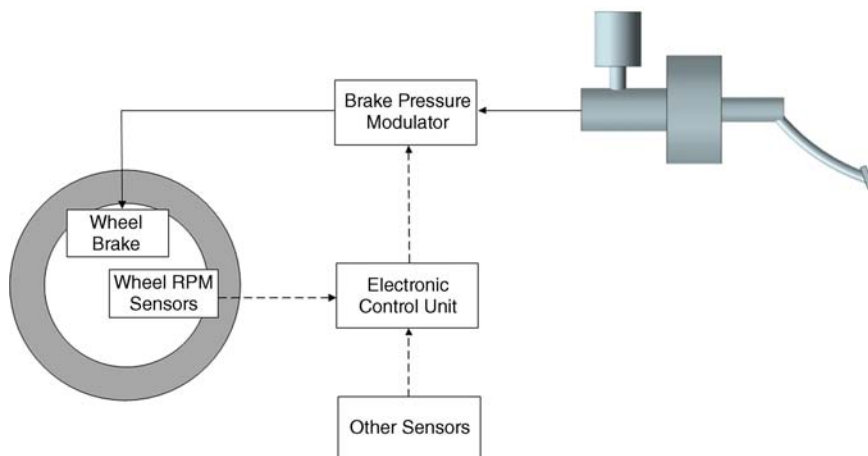 Brake Pressure
Modulator
Wheel
Brake
Wheel RPM
Sensors
Electronic
Control Unit
Other Sensors